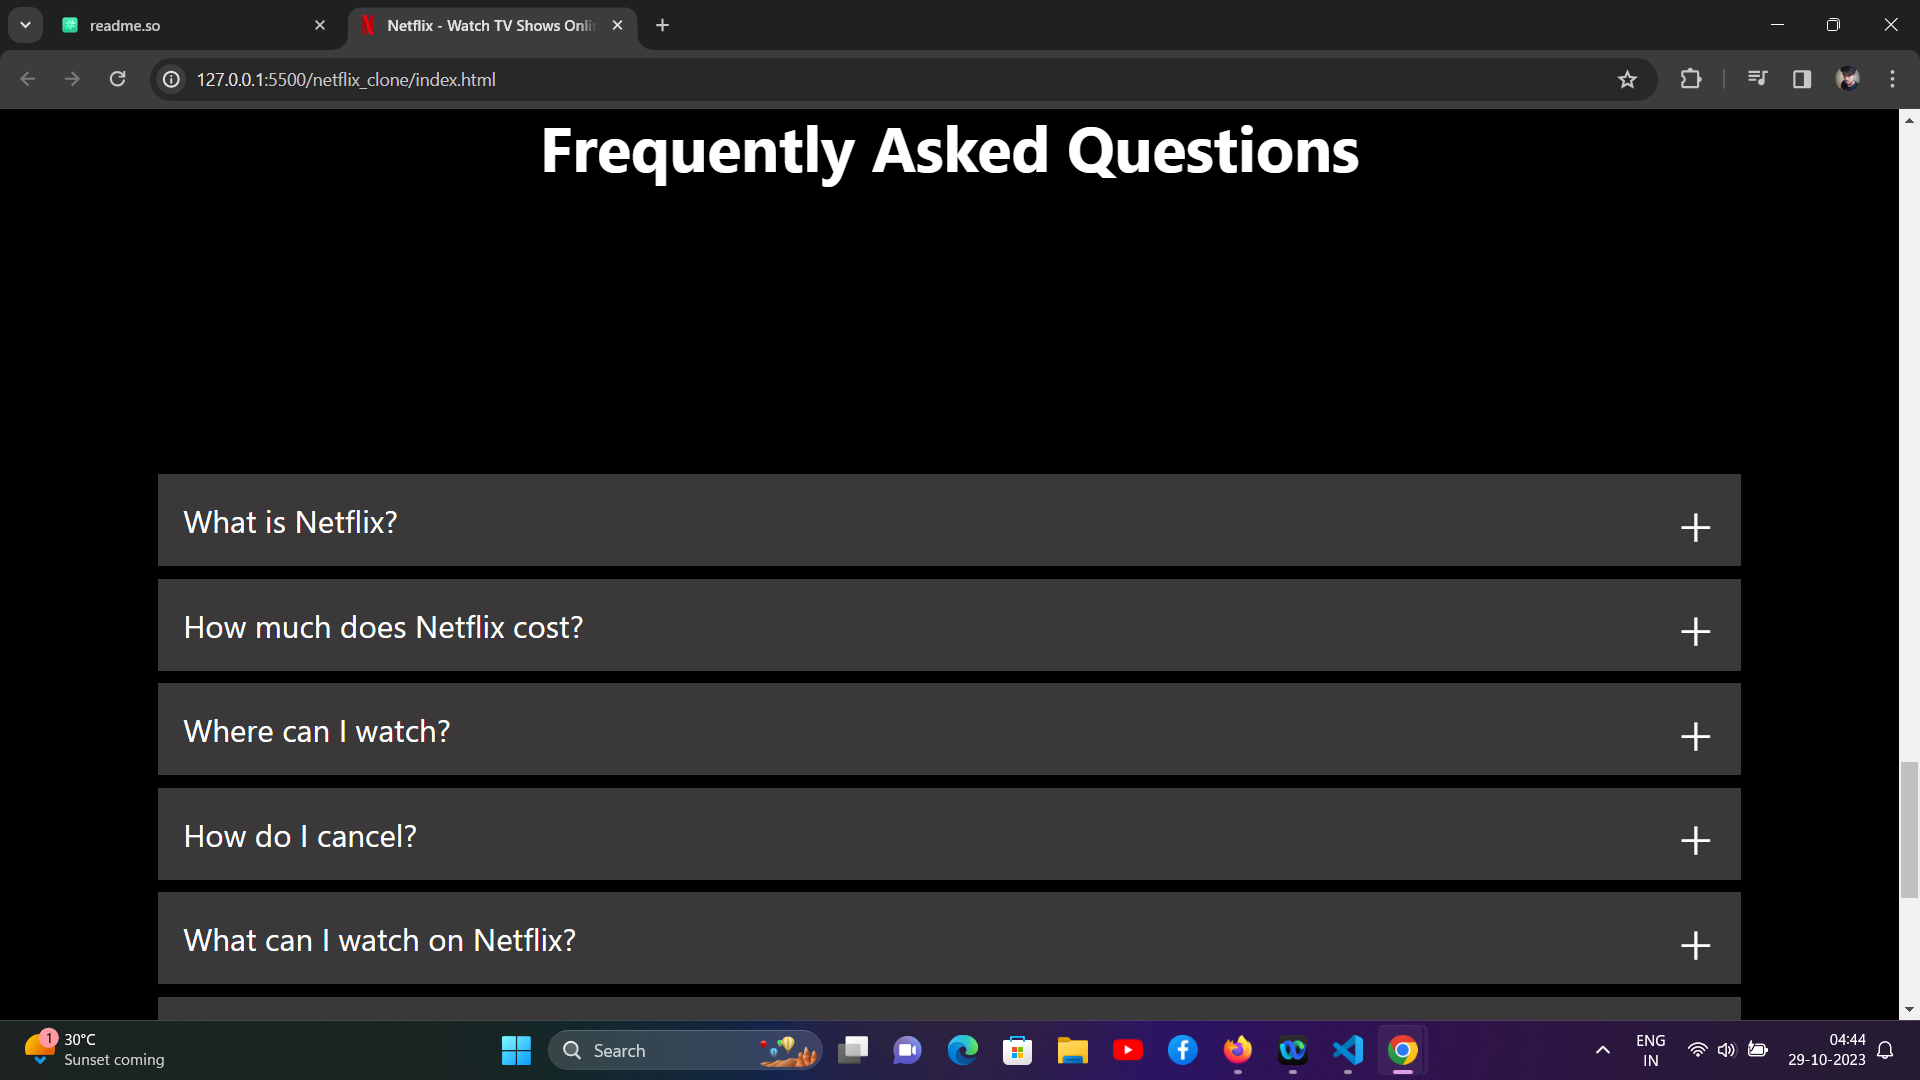 readme.so
Netflix - Watch TV Shows Onli
127.0.0.1:5500/netflix_clone/index.html
Frequently Asked Questions
What is Netflix?
+
How much does Netflix cost?
+
Where can I watch?
+
How do I cancel?
+
What can I watch on Netflix?
+
1
30°C
Sunset coming
Search
ENG
IN
04:44
29-10-2023